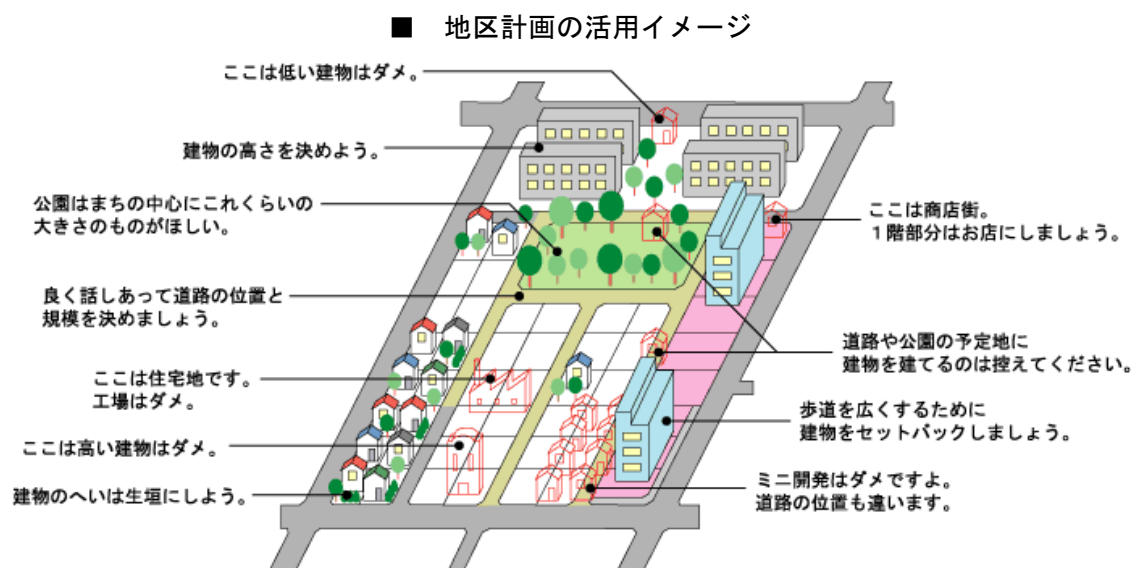 ■ 地区計画の活用イメージ
ここは低い建物はダメ。
建物の高さを決めよう。
公園はまちの中心にこれくらいの
大きさのものがほしい。
良く話しあって道路の位置と
規模を決めましょう。
ここは住宅地です。
工場はダメ。
ここは高い建物はダメ。
建物のへいは生垣にしよう。
ここは商店街。
１階部分はお店にしましょう。
道路や公園の予定地に
建物を建てるのは控えてください。
歩道を広くするために
建物をセットバックしましょう。
ミニ開発はダメですよ。
道路の位置も違います。